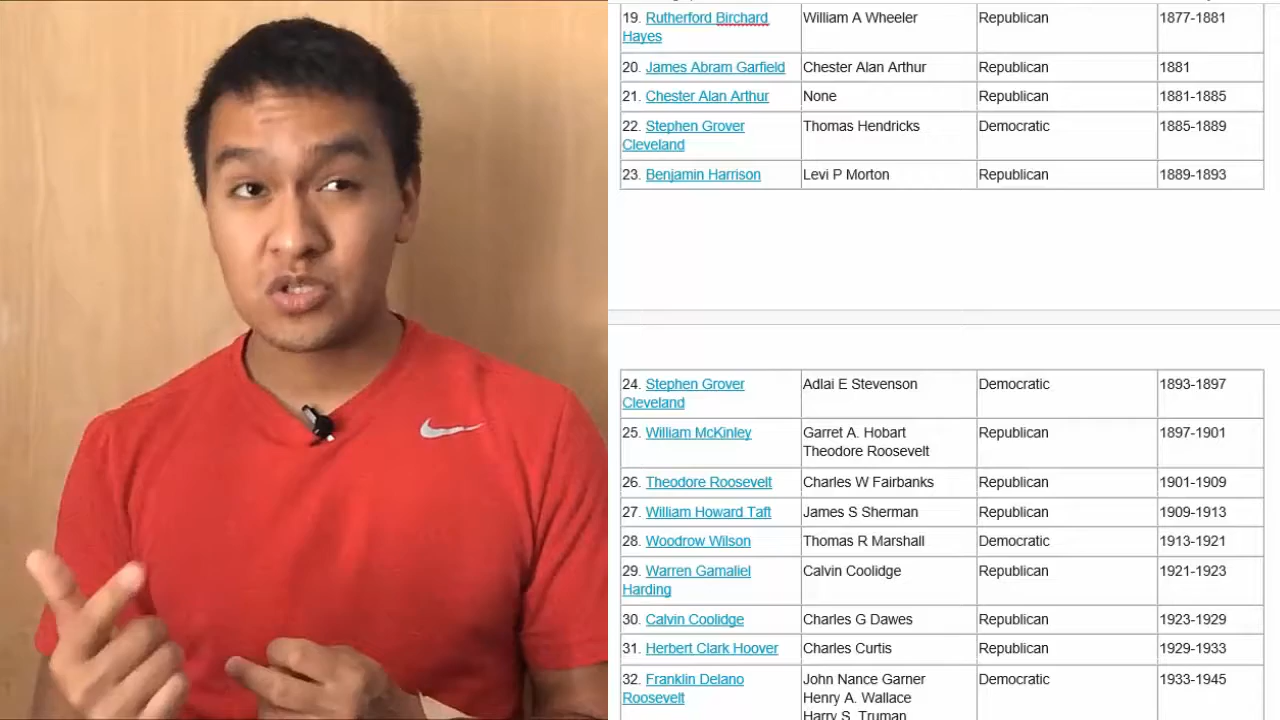 19. Rutherford Birchard William A Wheeler Republican 1877-1881
Hayes
20. James Abram Garfield Chester Alan Arthur Republican 1881
21. Chester Alan Arthur None Republican 1881-1885
22. Stephen Grover Thomas Hendricks Democratic 1885-1889
Cleveland
23. Benjamin Harrison Levi P Morton Republican 1889-1893
24. Stephen Grover Adlai E Stevenson Democratic 1893-1897
Cleveland
25. William McKinley Garret A. Hobart Republican 1897-1901
Theodore Roosevelt
26. Theodore Roosevelt Charles W Fairbanks Republican 1901-1909
27. William Howard Taft James S Sherman Republican 1909-1913
28. Woodrow Wilson Thomas R Marshall Democratic 1913-1921
29. Warren Gamaliel Calvin Coolidge Republican 1921-1923
Harding
30. Calvin Coolidge Charles G Dawes Republican 1923-1929
31. Herbert Clark Hoover Charles Curtis Republican 1929-1933
32. Franklin Delano John Nance Garner Democratic 1933-1945
Roosevelt Henry A. Wallace
Harry S. Truman